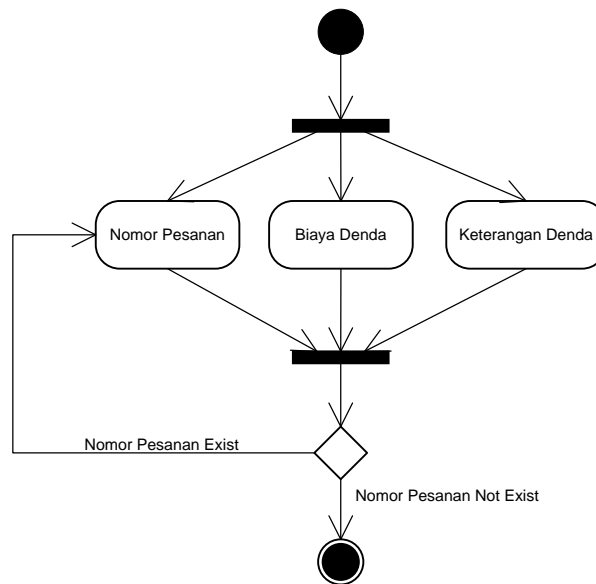 Nomor Pesanan
Biaya Denda
Keterangan Denda
Nomor Pesanan Exist
Nomor Pesanan Not Exist